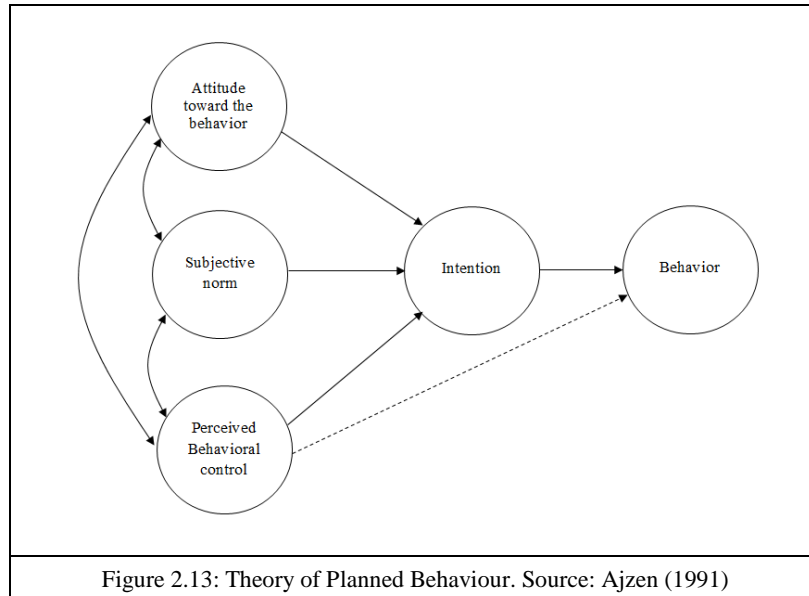 Attitude
toward the
behavior
Subjective
norm
Intention
Behavior
Perceived
Behavioral
control
Figure 2.13: Theory of Planned Behaviour. Source: Ajzen (1991)